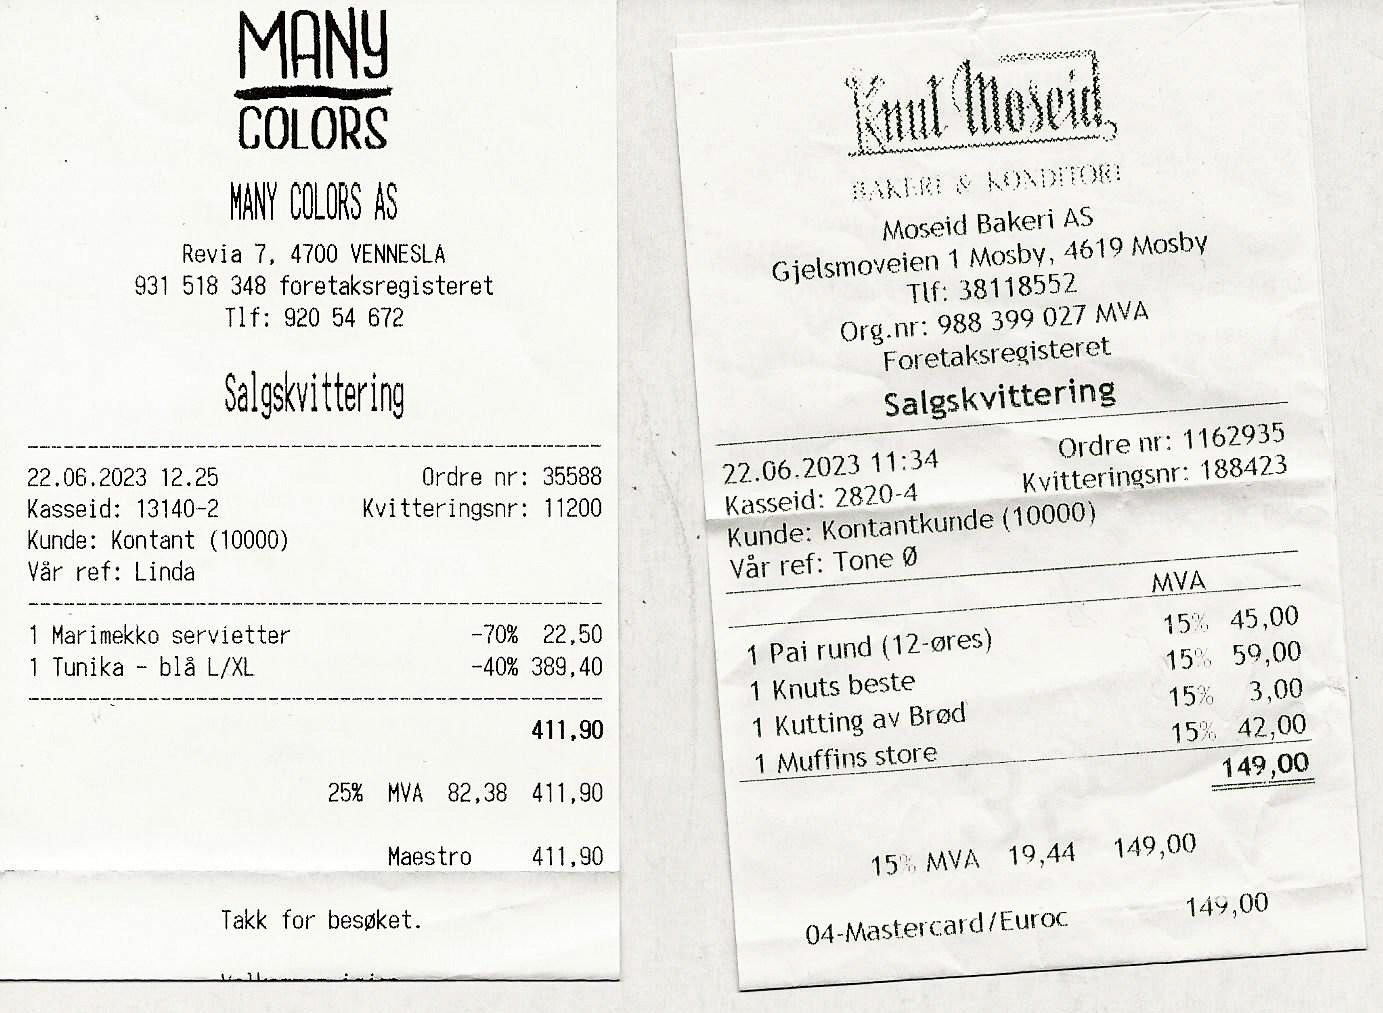 MANY
COLORS
MANY COLORS AS
Revia 7, 4700 VENNESLA
931 518 348 foretaksregisteret
Tlf: 920 54 672
Salgskvittering
22.06.2023 12.25 Ordre nr: 35588
Kasseid: 13140-2 Kvitteringsnr: 11200
Kunde: Kontant (10000)
Vår ref: Linda
1 Marimekko servietter -70% 22,50
1 Tunika - blå L/XL -40% 389,40
411,90
25% MVA 82,38 411,90
Maestro 411,90
Takk for besøket.
Knut Moseid
BAKERI & KONDITORI
Moseid Bakeri AS
Gjelsmoveien 1 Mosby, 4619 Mosby
Tlf: 38118552
Org.nr: 988 399 027 MVA
Foretaksregisteret
Salgskvittering
22.06.2023 11:34 Ordre nr: 1162935
Kasseid: 2820-4 Kvitteringsnr: 188423
Kunde: Kontantkunde (10000)
Vår ref: Tone Ø
MVA
1 Pai rund (12-øres) 15% 45,00
1 Knuts beste 15% 59,00
1 Kutting av Brød 15% 3,00
1 Muffins store 15% 42,00
149,00
15% MVA 19,44 149,00
04-Mastercard/Euroc 149,00